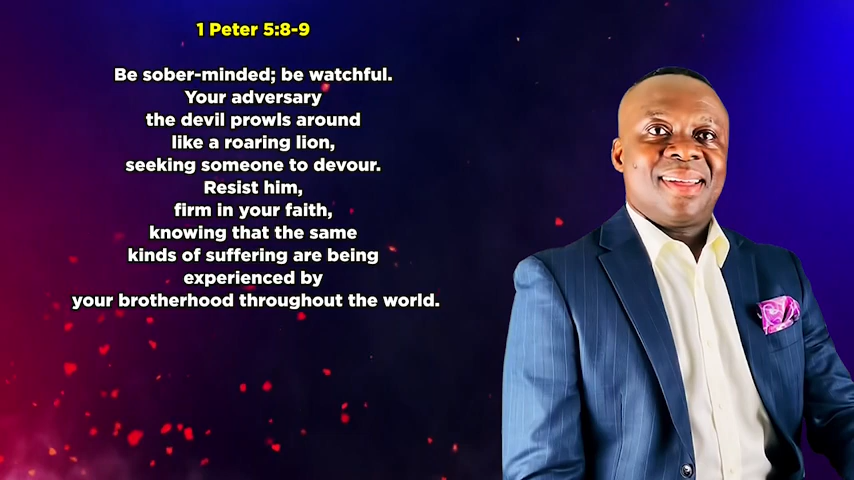 1 Peter 5:8-9
Be sober-minded; be watchful.
Your adversary
the devil prowls around
like a roaring lion,
seeking someone to devour.
Resist him,
firm in your faith,
knowing that the same
kinds of suffering are being
experienced by
your brotherhood throughout the world.